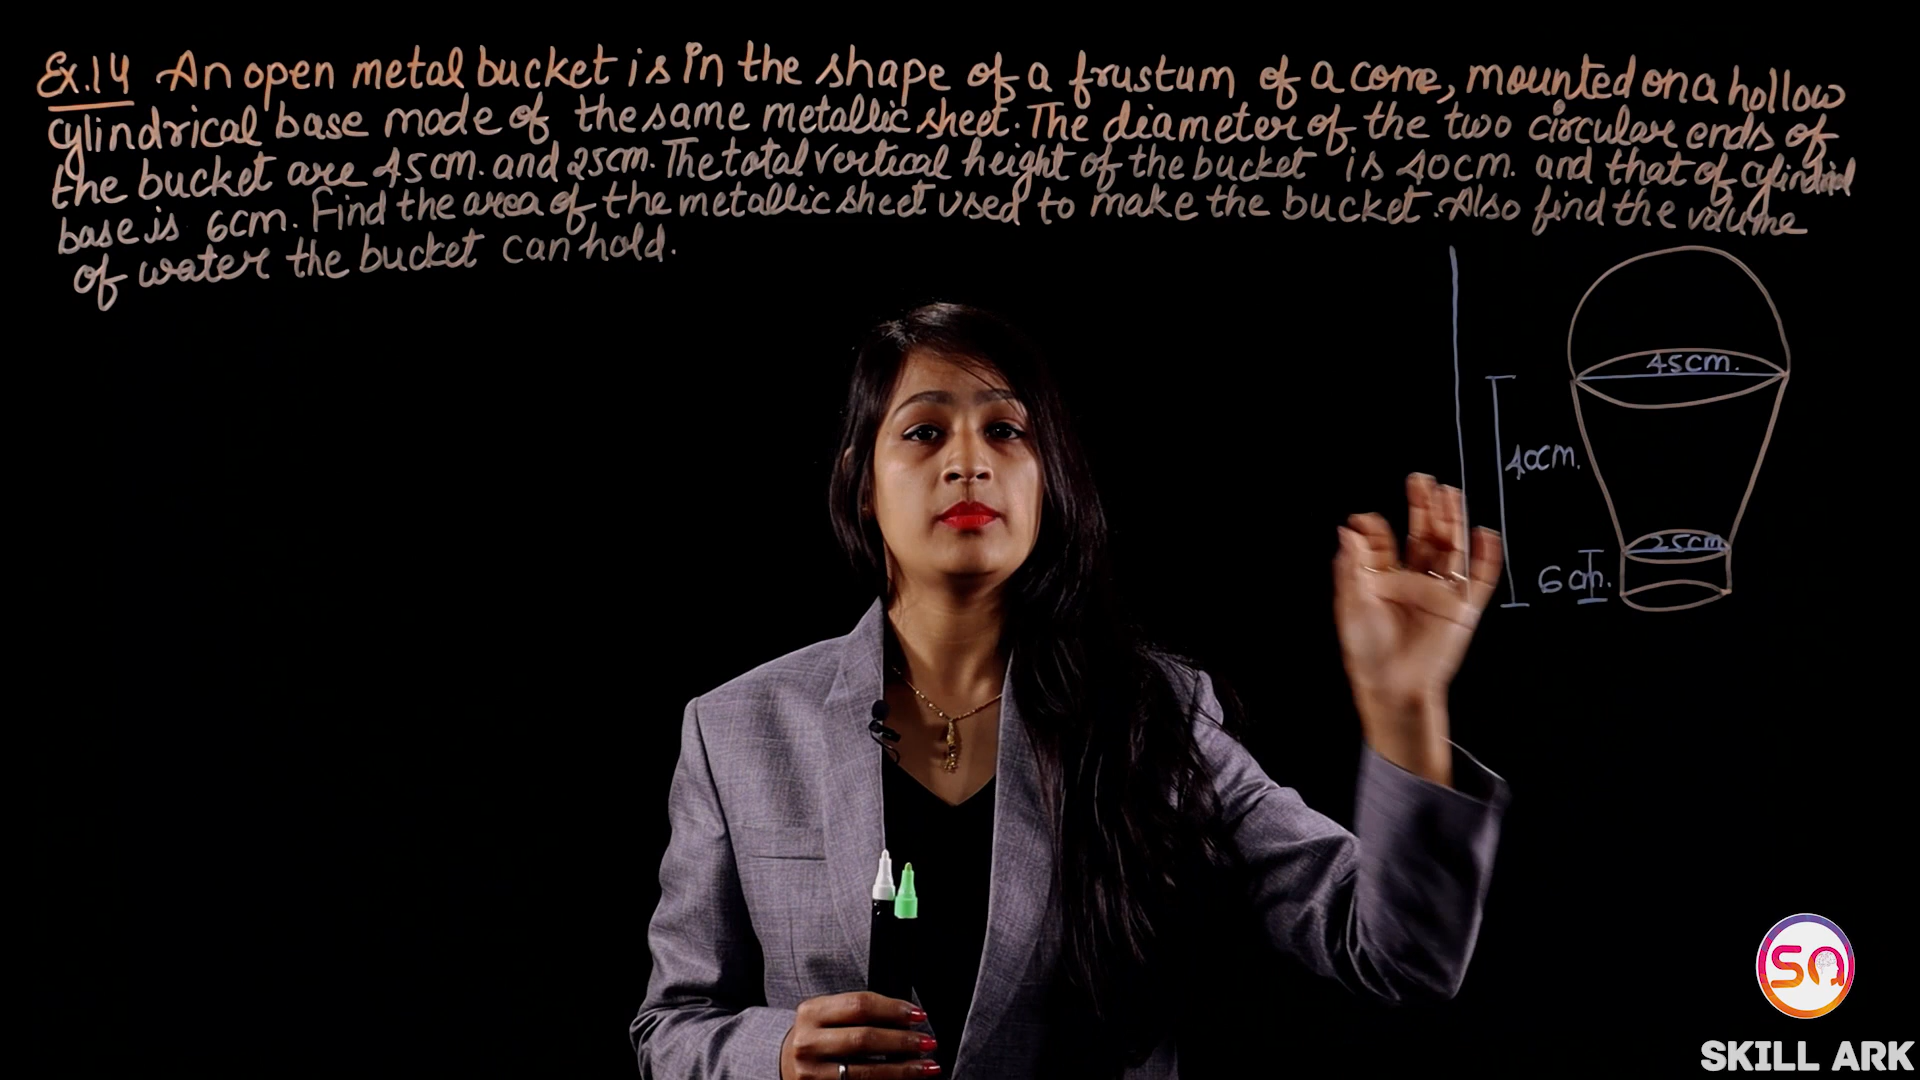 Ex.14 An open metal bucket is in the shape of a frustum of a cone, mounted on a hollow
cylindrical base made of the same metallic sheet. The diameter of the two circular ends of
the bucket are 45cm. and 25cm. The total vertical height of the bucket is 40cm. and that of cylindrical
base is 6cm. Find the area of the metallic sheet used to make the bucket. Also find the volume
of water the bucket can hold.
45cm.
40cm.
25cm
6cm.
SA
SKILL ARK